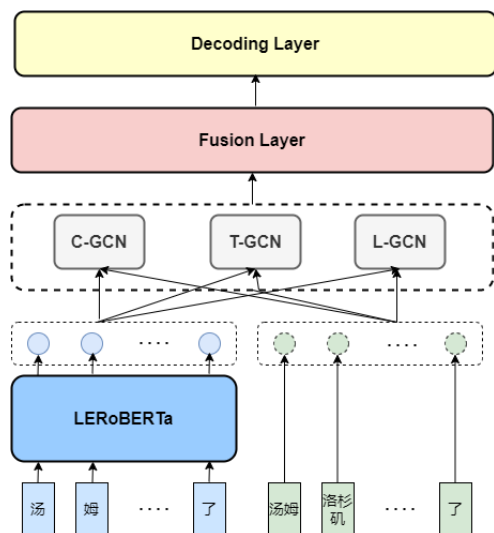 Decoding Layer
Fusion Layer
C-GCN T-GCN L-GCN
.... ....
LERoBERTa
汤 姆 .... 了 汤姆 洛杉 .... 了
矶